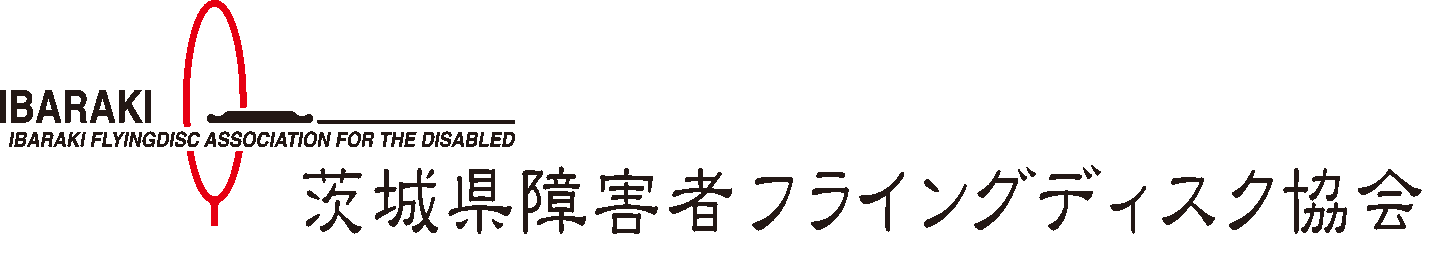 IBARAKI
IBARAKI FLYINGDISC ASSOCIATION FOR THE DISABLED
茨城県障害者フライングディスク協会